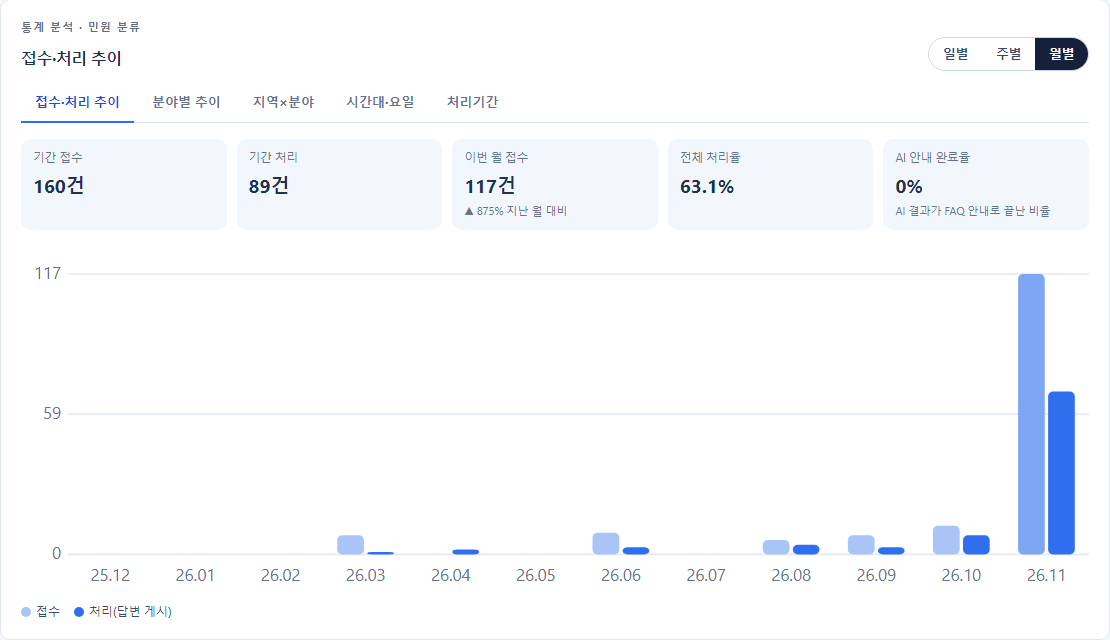 통계 분석 · 민원 분류
접수·처리 추이
일별 주별 월별
접수·처리 추이 분야별 추이 지역×분야 시간대·요일 처리기간
기간 접수
160건
기간 처리
89건
이번 월 접수
117건
▲ 875% 지난 월 대비
전체 처리율
63.1%
AI 안내 완료율
0%
AI 결과가 FAQ 안내로 끝난 비율
117
59
0
25.12 26.01 26.02 26.03 26.04 26.05 26.06 26.07 26.08 26.09 26.10 26.11
접수 처리(답변 게시)